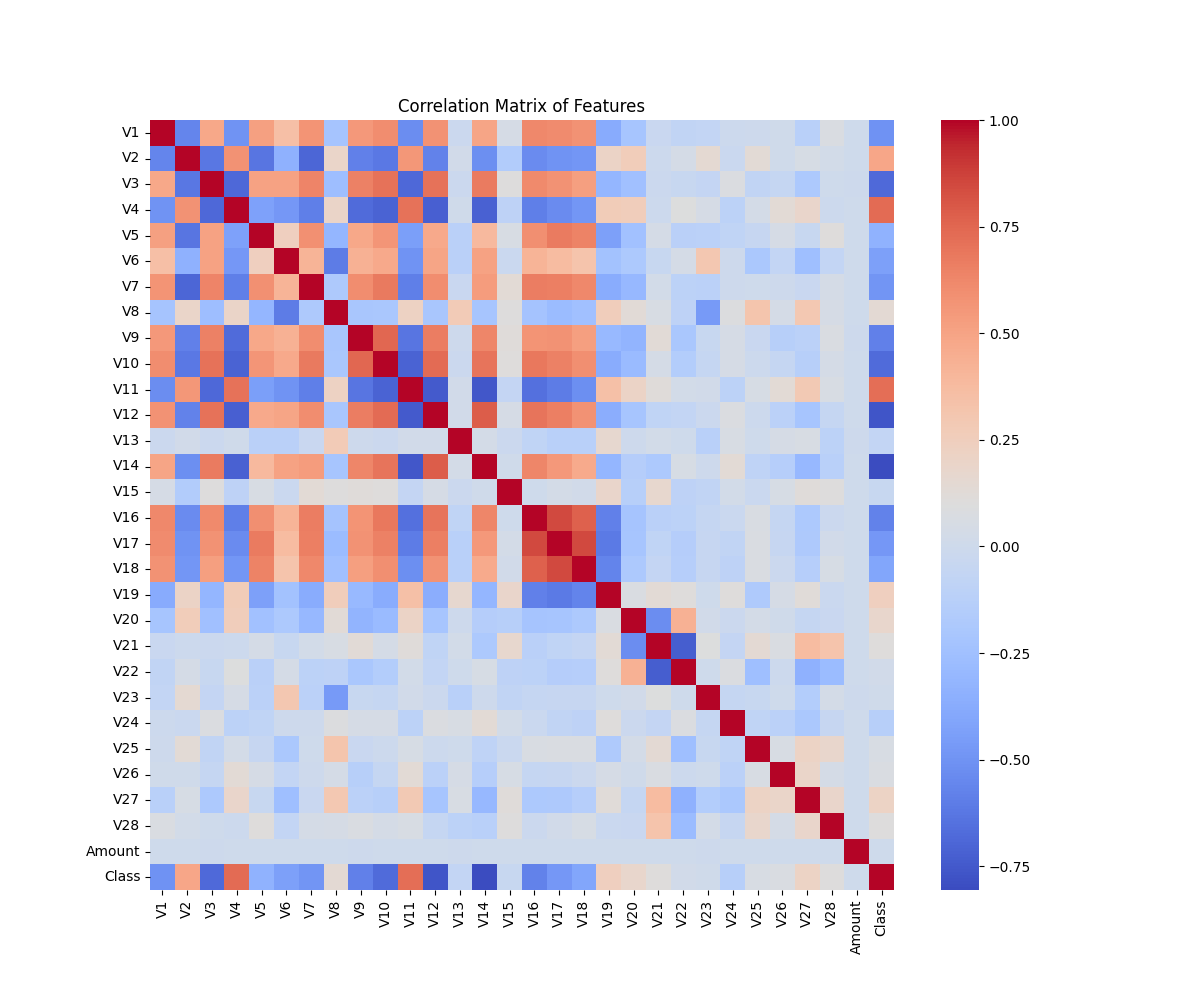 Correlation Matrix of Features
V1
V2
V3
V4
V5
V6
V7
V8
V9
V10
V11
V12
V13
V14
V15
V16
V17
V18
V19
V20
V21
V22
V23
V24
V25
V26
V27
V28
Amount
Class
V1
V2
V3
V4
V5
V6
V7
V8
V9
V10
V11
V12
V13
V14
V15
V16
V17
V18
V19
V20
V21
V22
V23
V24
V25
V26
V27
V28
Amount
Class
1.00
0.75
0.50
0.25
0.00
−0.25
−0.50
−0.75